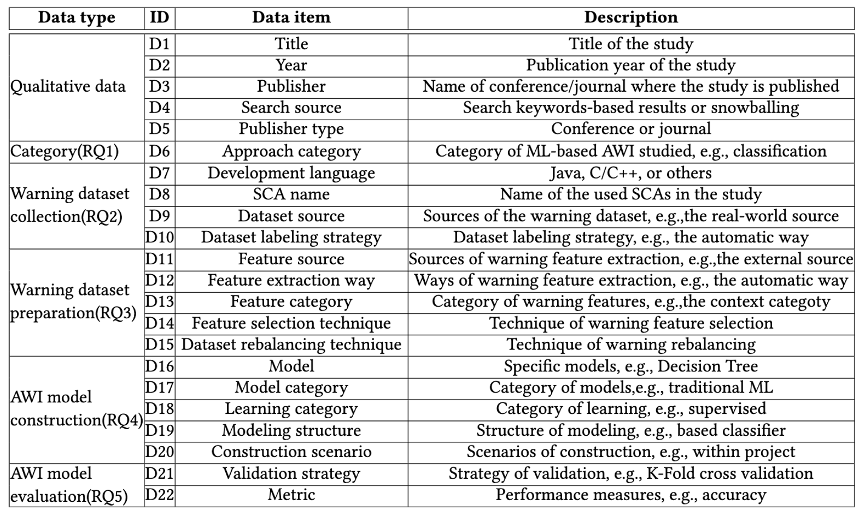 Data type ID Data item Description
Qualitative data
D1 Title Title of the study
D2 Year Publication year of the study
D3 Publisher Name of conference/journal where the study is published
D4 Search source Search keywords-based results or snowballing
D5 Publisher type Conference or journal
Category(RQ1) D6 Approach category Category of ML-based AWI studied, e.g., classification
Warning dataset
collection(RQ2)
D7 Development language Java, C/C++, or others
D8 SCA name Name of the used SCAs in the study
D9 Dataset source Sources of the warning dataset, e.g.,the real-world source
D10 Dataset labeling strategy Dataset labeling strategy, e.g., the automatic way
Warning dataset
preparation(RQ3)
D11 Feature source Sources of warning feature extraction, e.g.,the external source
D12 Feature extraction way Ways of warning feature extraction, e.g., the automatic way
D13 Feature category Category of warning features, e.g.,the context categoty
D14 Feature selection technique Technique of warning feature selection
D15 Dataset rebalancing technique Technique of warning rebalancing
AWI model
construction(RQ4)
D16 Model Specific models, e.g., Decision Tree
D17 Model category Category of models,e.g., traditional ML
D18 Learning category Category of learning, e.g., supervised
D19 Modeling structure Structure of modeling, e.g., based classifier
D20 Construction scenario Scenarios of construction, e.g., within project
AWI model
evaluation(RQ5)
D21 Validation strategy Strategy of validation, e.g., K-Fold cross validation
D22 Metric Performance measures, e.g., accuracy